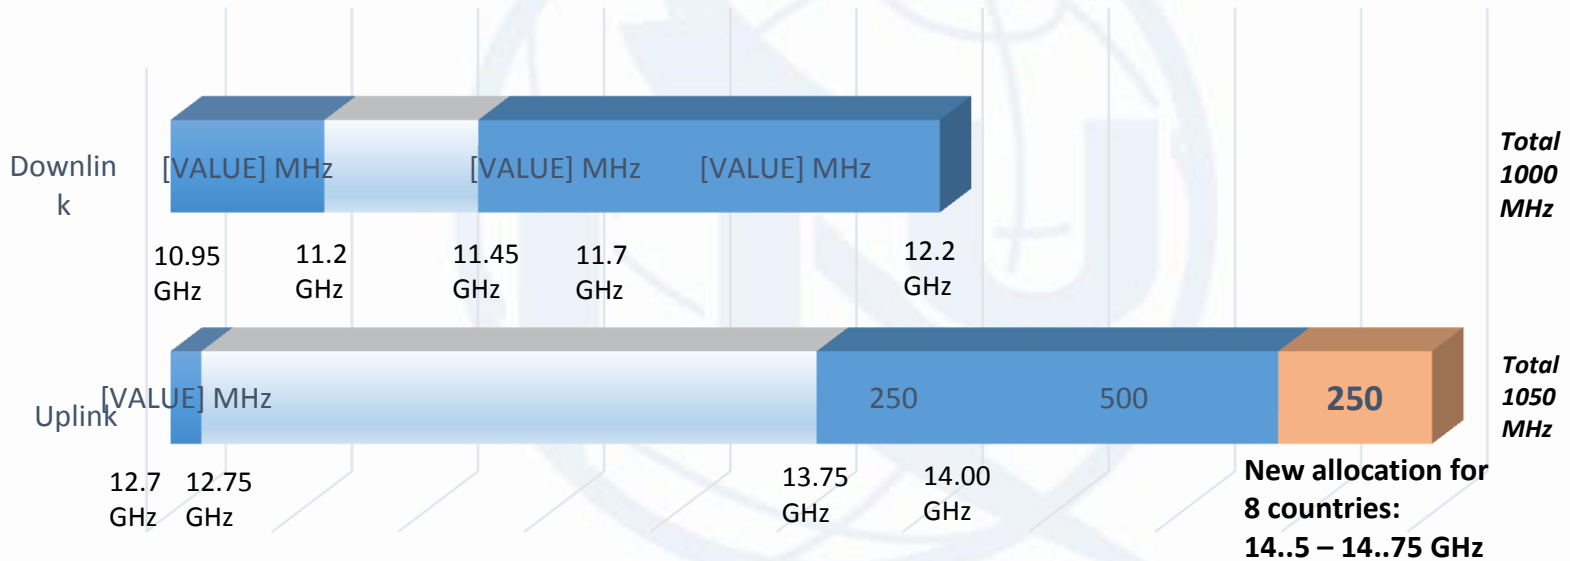 Downlin
k
[VALUE] MHz
[VALUE] MHz
[VALUE] MHz
Total
1000
MHz
10.95
GHz
11.2
GHz
11.45
GHz
11.7
GHz
12.2
GHz
Uplink
[VALUE] MHz
250
500
250
Total
1050
MHz
12.7
GHz
12.75
GHz
13.75
GHz
14.00
GHz
New allocation for
8 countries:
14..5 – 14..75 GHz
ITU